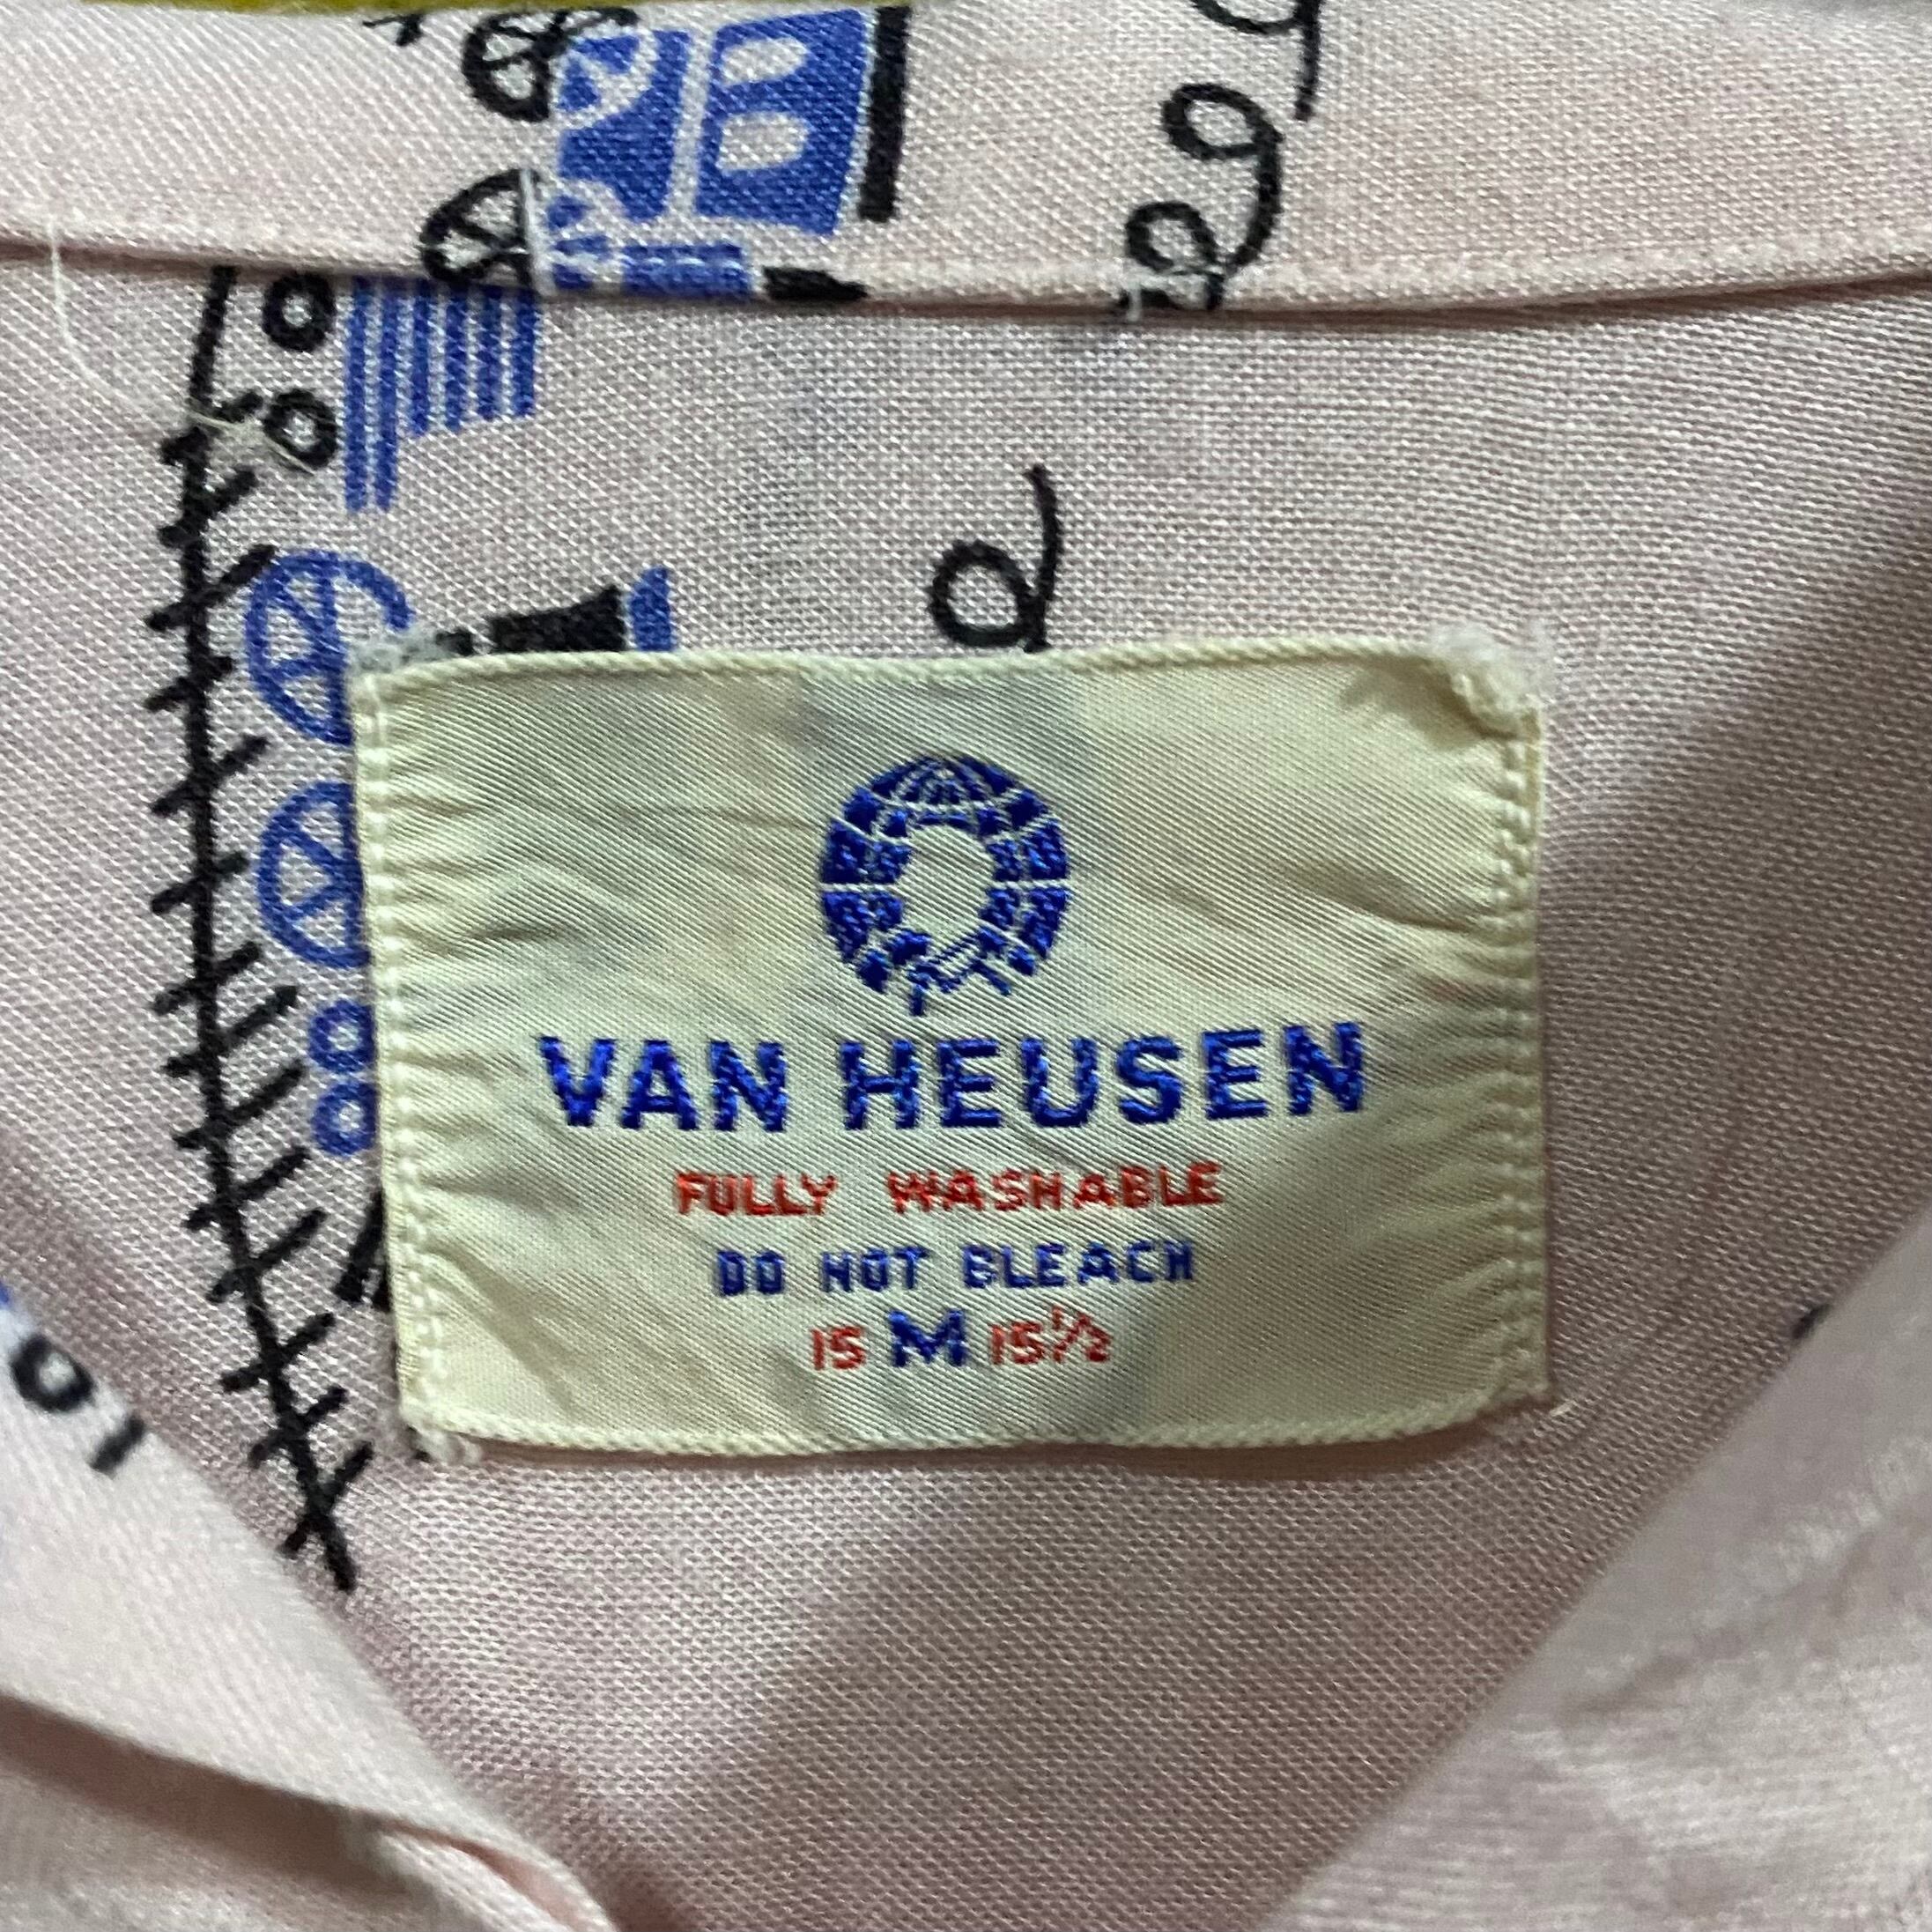 VAN HEUSEN
FULLY WASHABLE
DO NOT BLEACH
15 M 15½